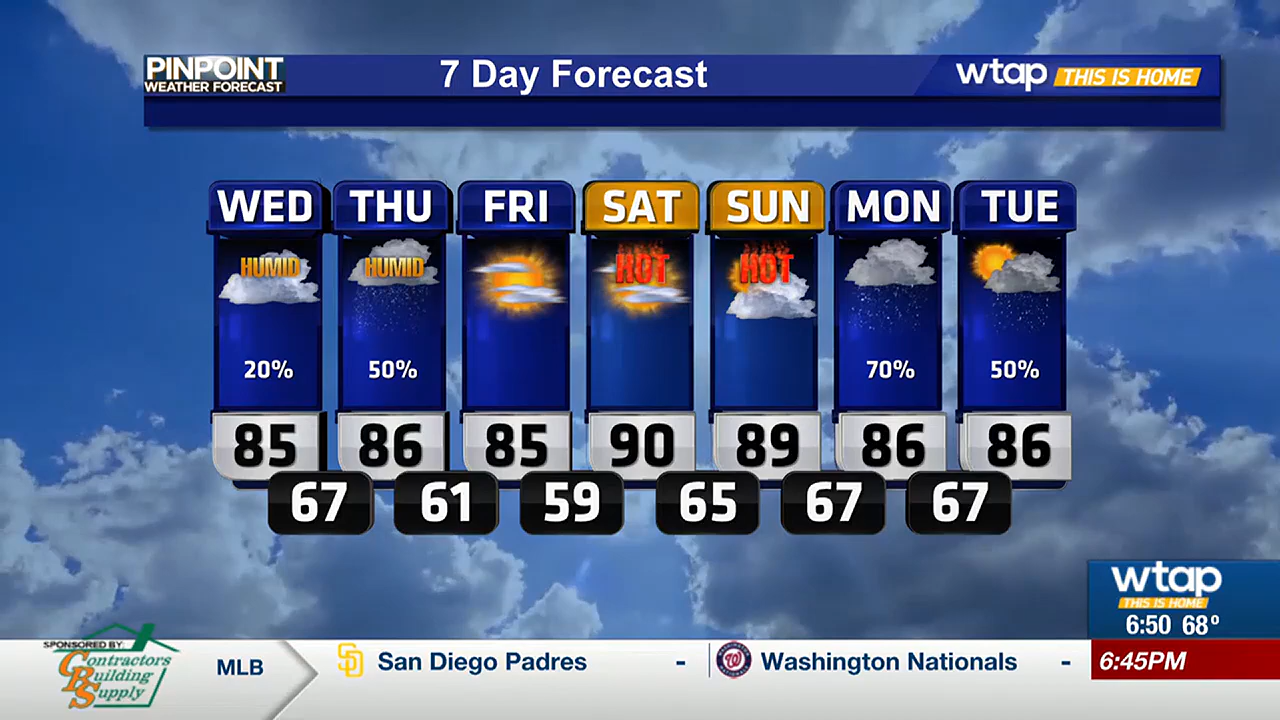 PINPOINT
WEATHER FORECAST
7 Day Forecast
wtap THIS IS HOME
WED THU FRI SAT SUN MON TUE
HUMID HUMID HOT HOT
20% 50% 70% 50%
85 86 85 90 89 86 86
67 61 59 65 67 67
wtap
THIS IS HOME
6:50 68°
SPONSORED BY:
Contractors
Building
Supply
MLB
San Diego Padres -
Washington Nationals -
6:45PM